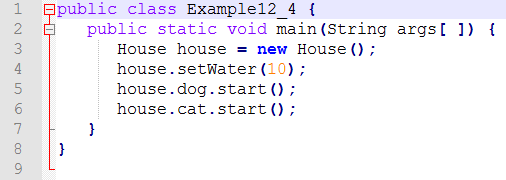 1 public class Example12_4 {
2 public static void main(String args[ ]) {
3 House house = new House();
4 house.setWater(10);
5 house.dog.start();
6 house.cat.start();
7 }
8 }
9